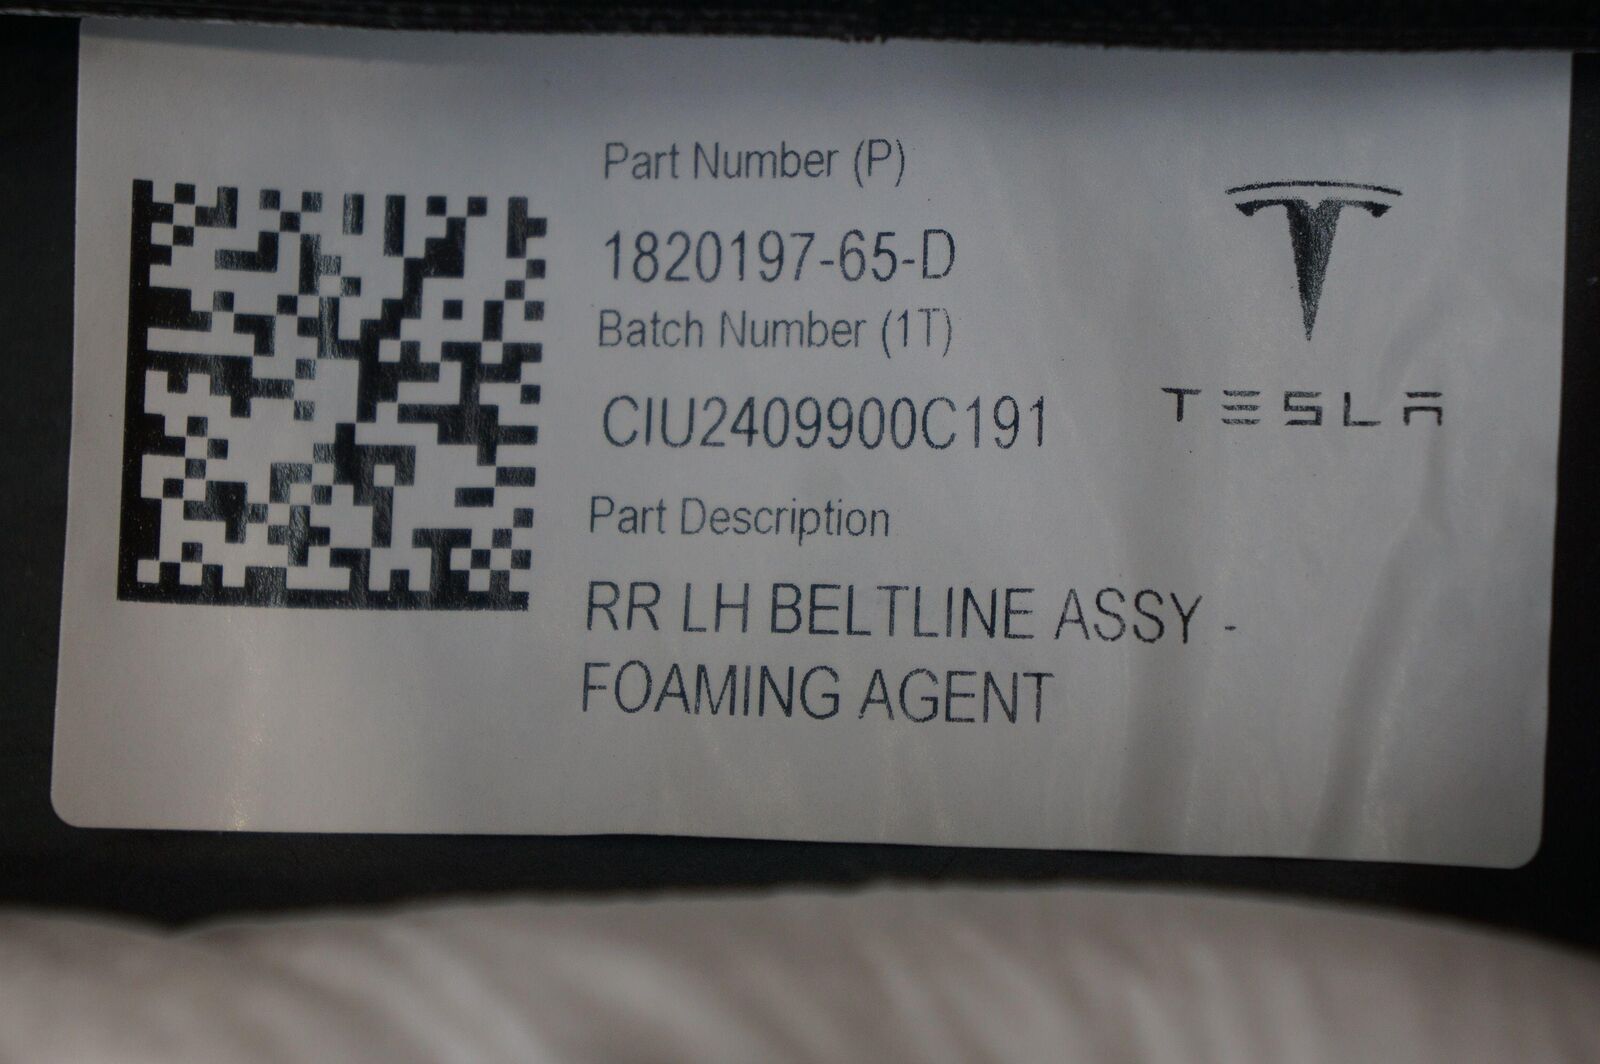 Part Number (P)
1820197-65-D
Batch Number (1T)
CIU2409900C191
Part Description
RR LH BELTLINE ASSY -
FOAMING AGENT
TESLA